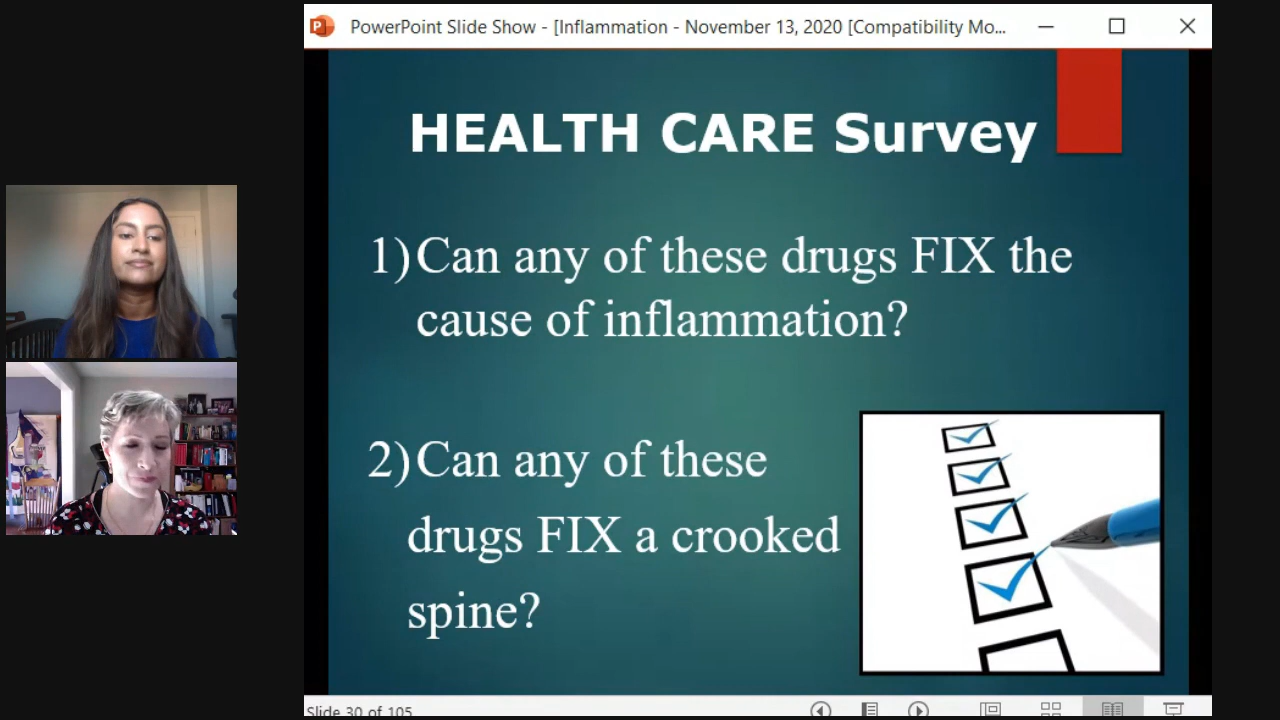 PowerPoint Slide Show - [Inflammation - November 13, 2020 [Compatibility Mo...
HEALTH CARE Survey
1) Can any of these drugs FIX the
cause of inflammation?
2) Can any of these
drugs FIX a crooked
spine?
Slide 30 of 105